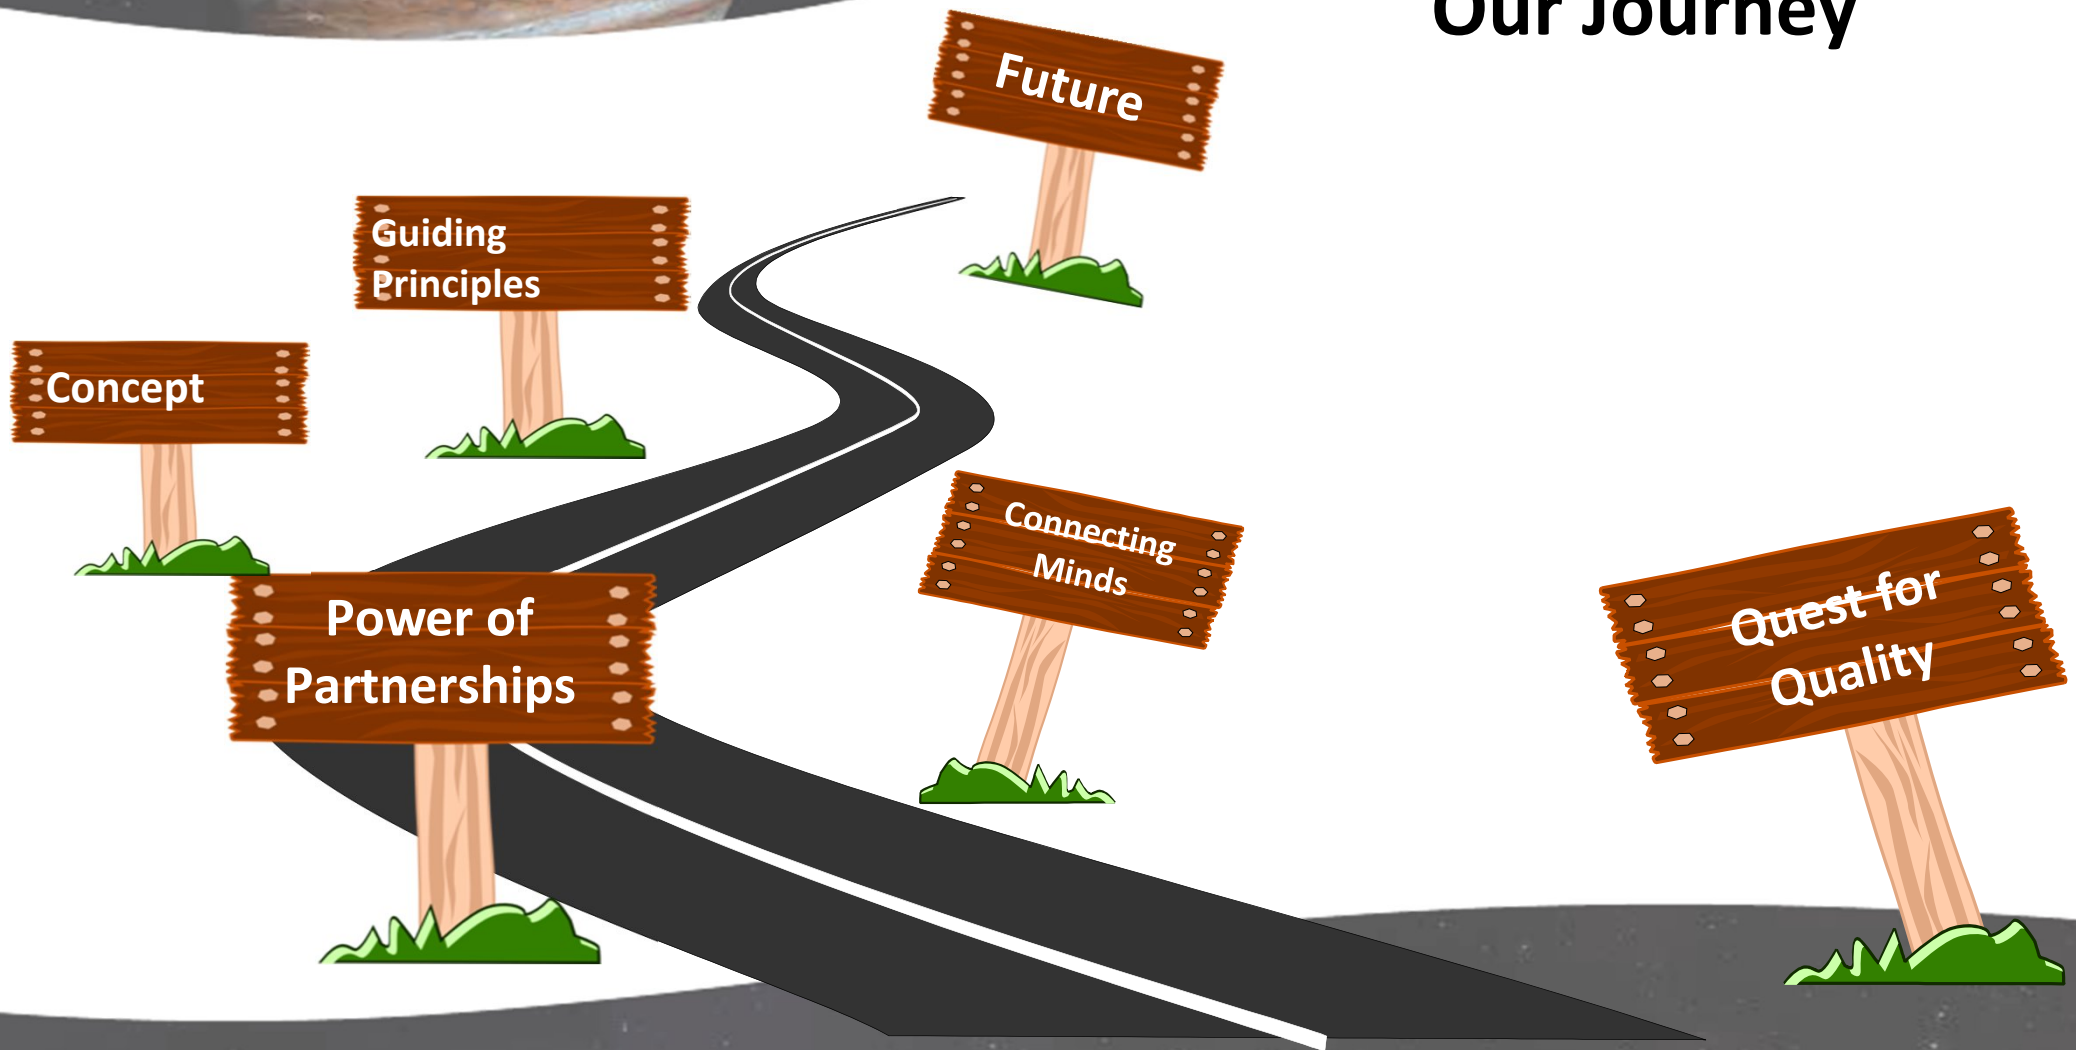 Our Journey
Future
Guiding
Principles
Concept
Connecting
Minds
Power of
Partnerships
Quest for
Quality